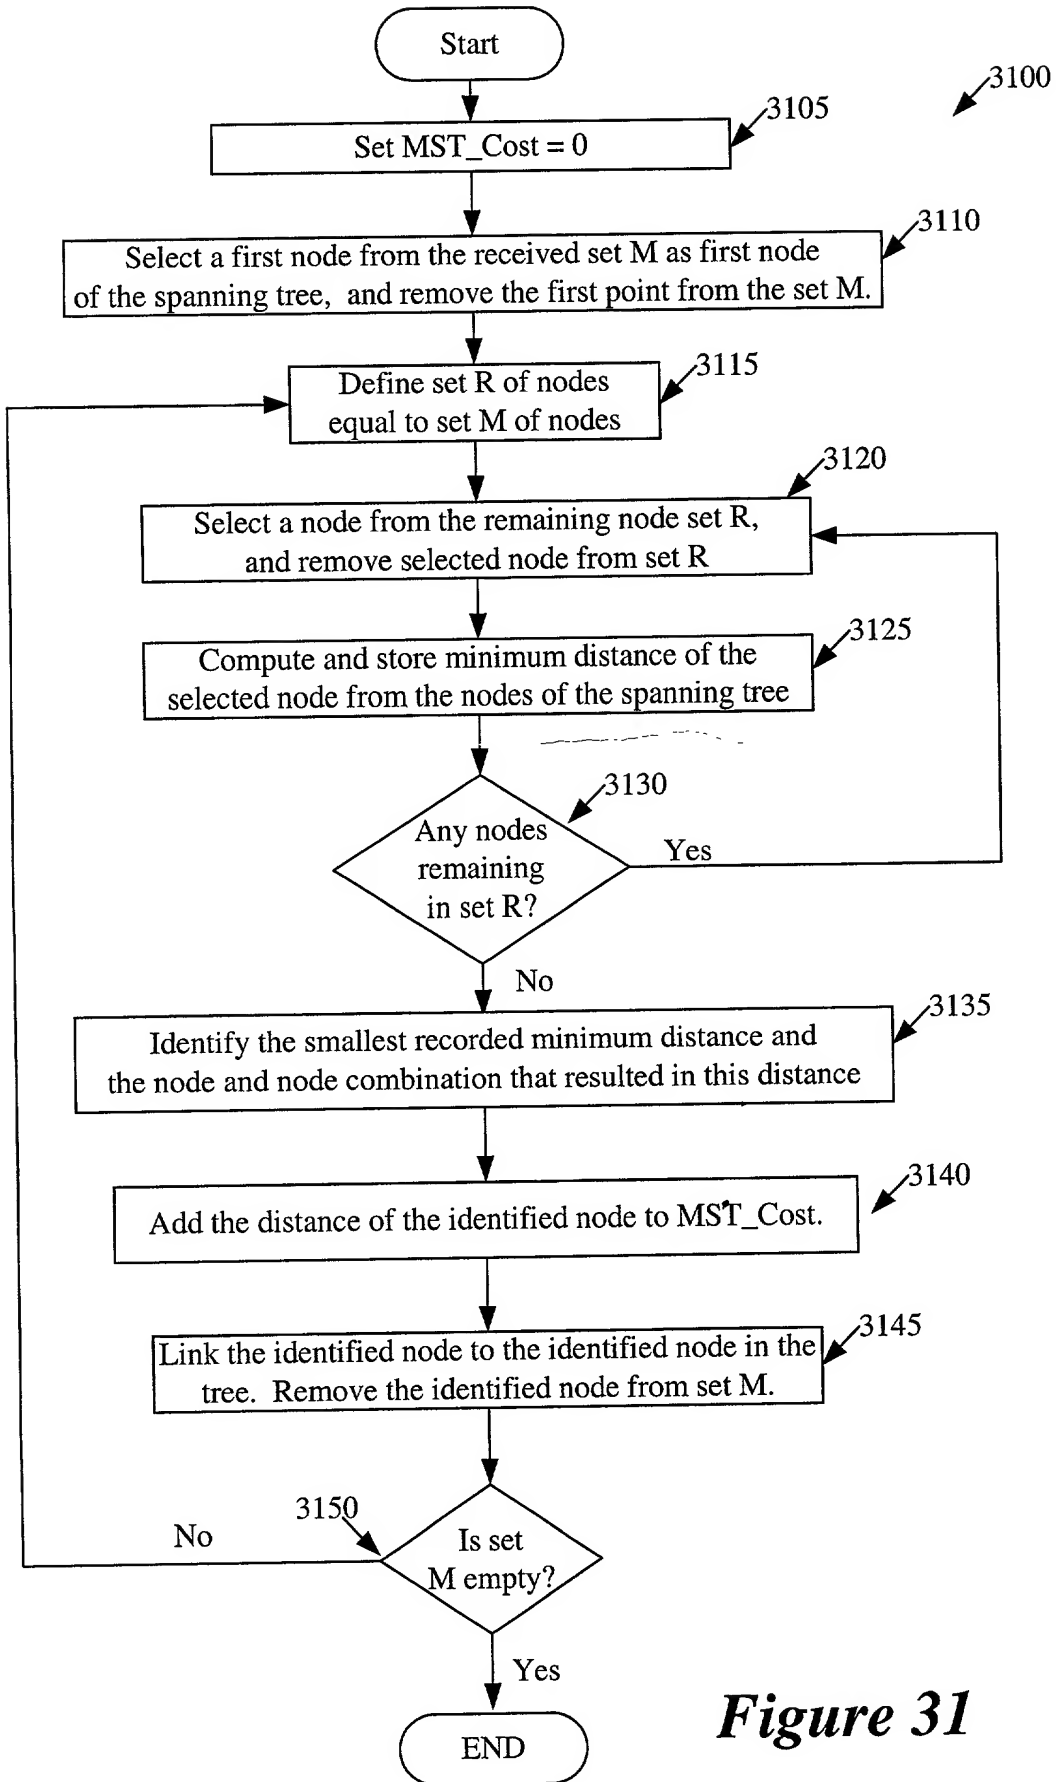 Start
3100
3105
Set MST_Cost = 0
3110
Select a first node from the received set M as first node
of the spanning tree, and remove the first point from the set M.
3115
Define set R of nodes
equal to set M of nodes
3120
Select a node from the remaining node set R,
and remove selected node from set R
3125
Compute and store minimum distance of the
selected node from the nodes of the spanning tree
3130
Any nodes
remaining
in set R?
Yes
No
3135
Identify the smallest recorded minimum distance and
the node and node combination that resulted in this distance
3140
Add the distance of the identified node to MST_Cost.
3145
Link the identified node to the identified node in the
tree. Remove the identified node from set M.
3150
No
Is set
M empty?
Yes
END
Figure 31